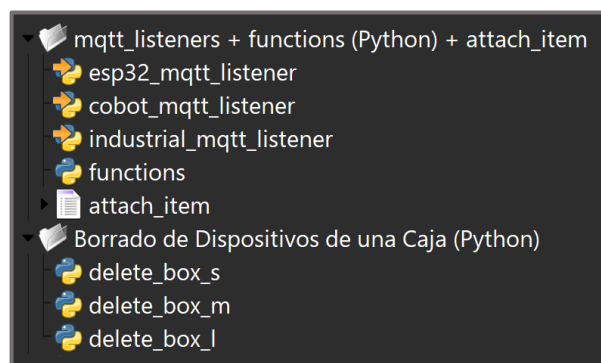 mqtt_listeners + functions (Python) + attach_item
esp32_mqtt_listener
cobot_mqtt_listener
industrial_mqtt_listener
functions
attach_item
Borrado de Dispositivos de una Caja (Python)
delete_box_s
delete_box_m
delete_box_l